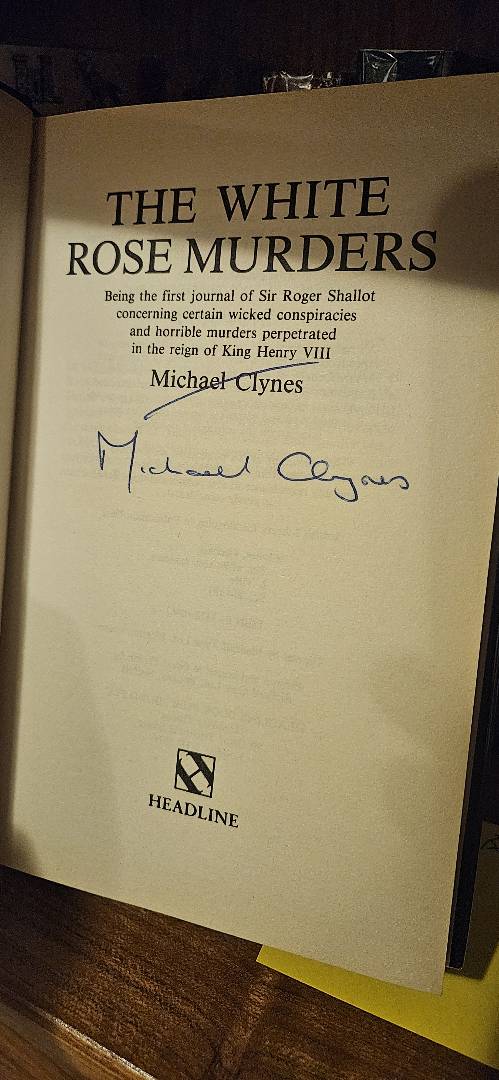 THE WHITE
ROSE MURDERS
Being the first journal of Sir Roger Shallot
concerning certain wicked conspiracies
and horrible murders perpetrated
in the reign of King Henry VIII
Michael Clynes
Michael Clynes
HEADLINE